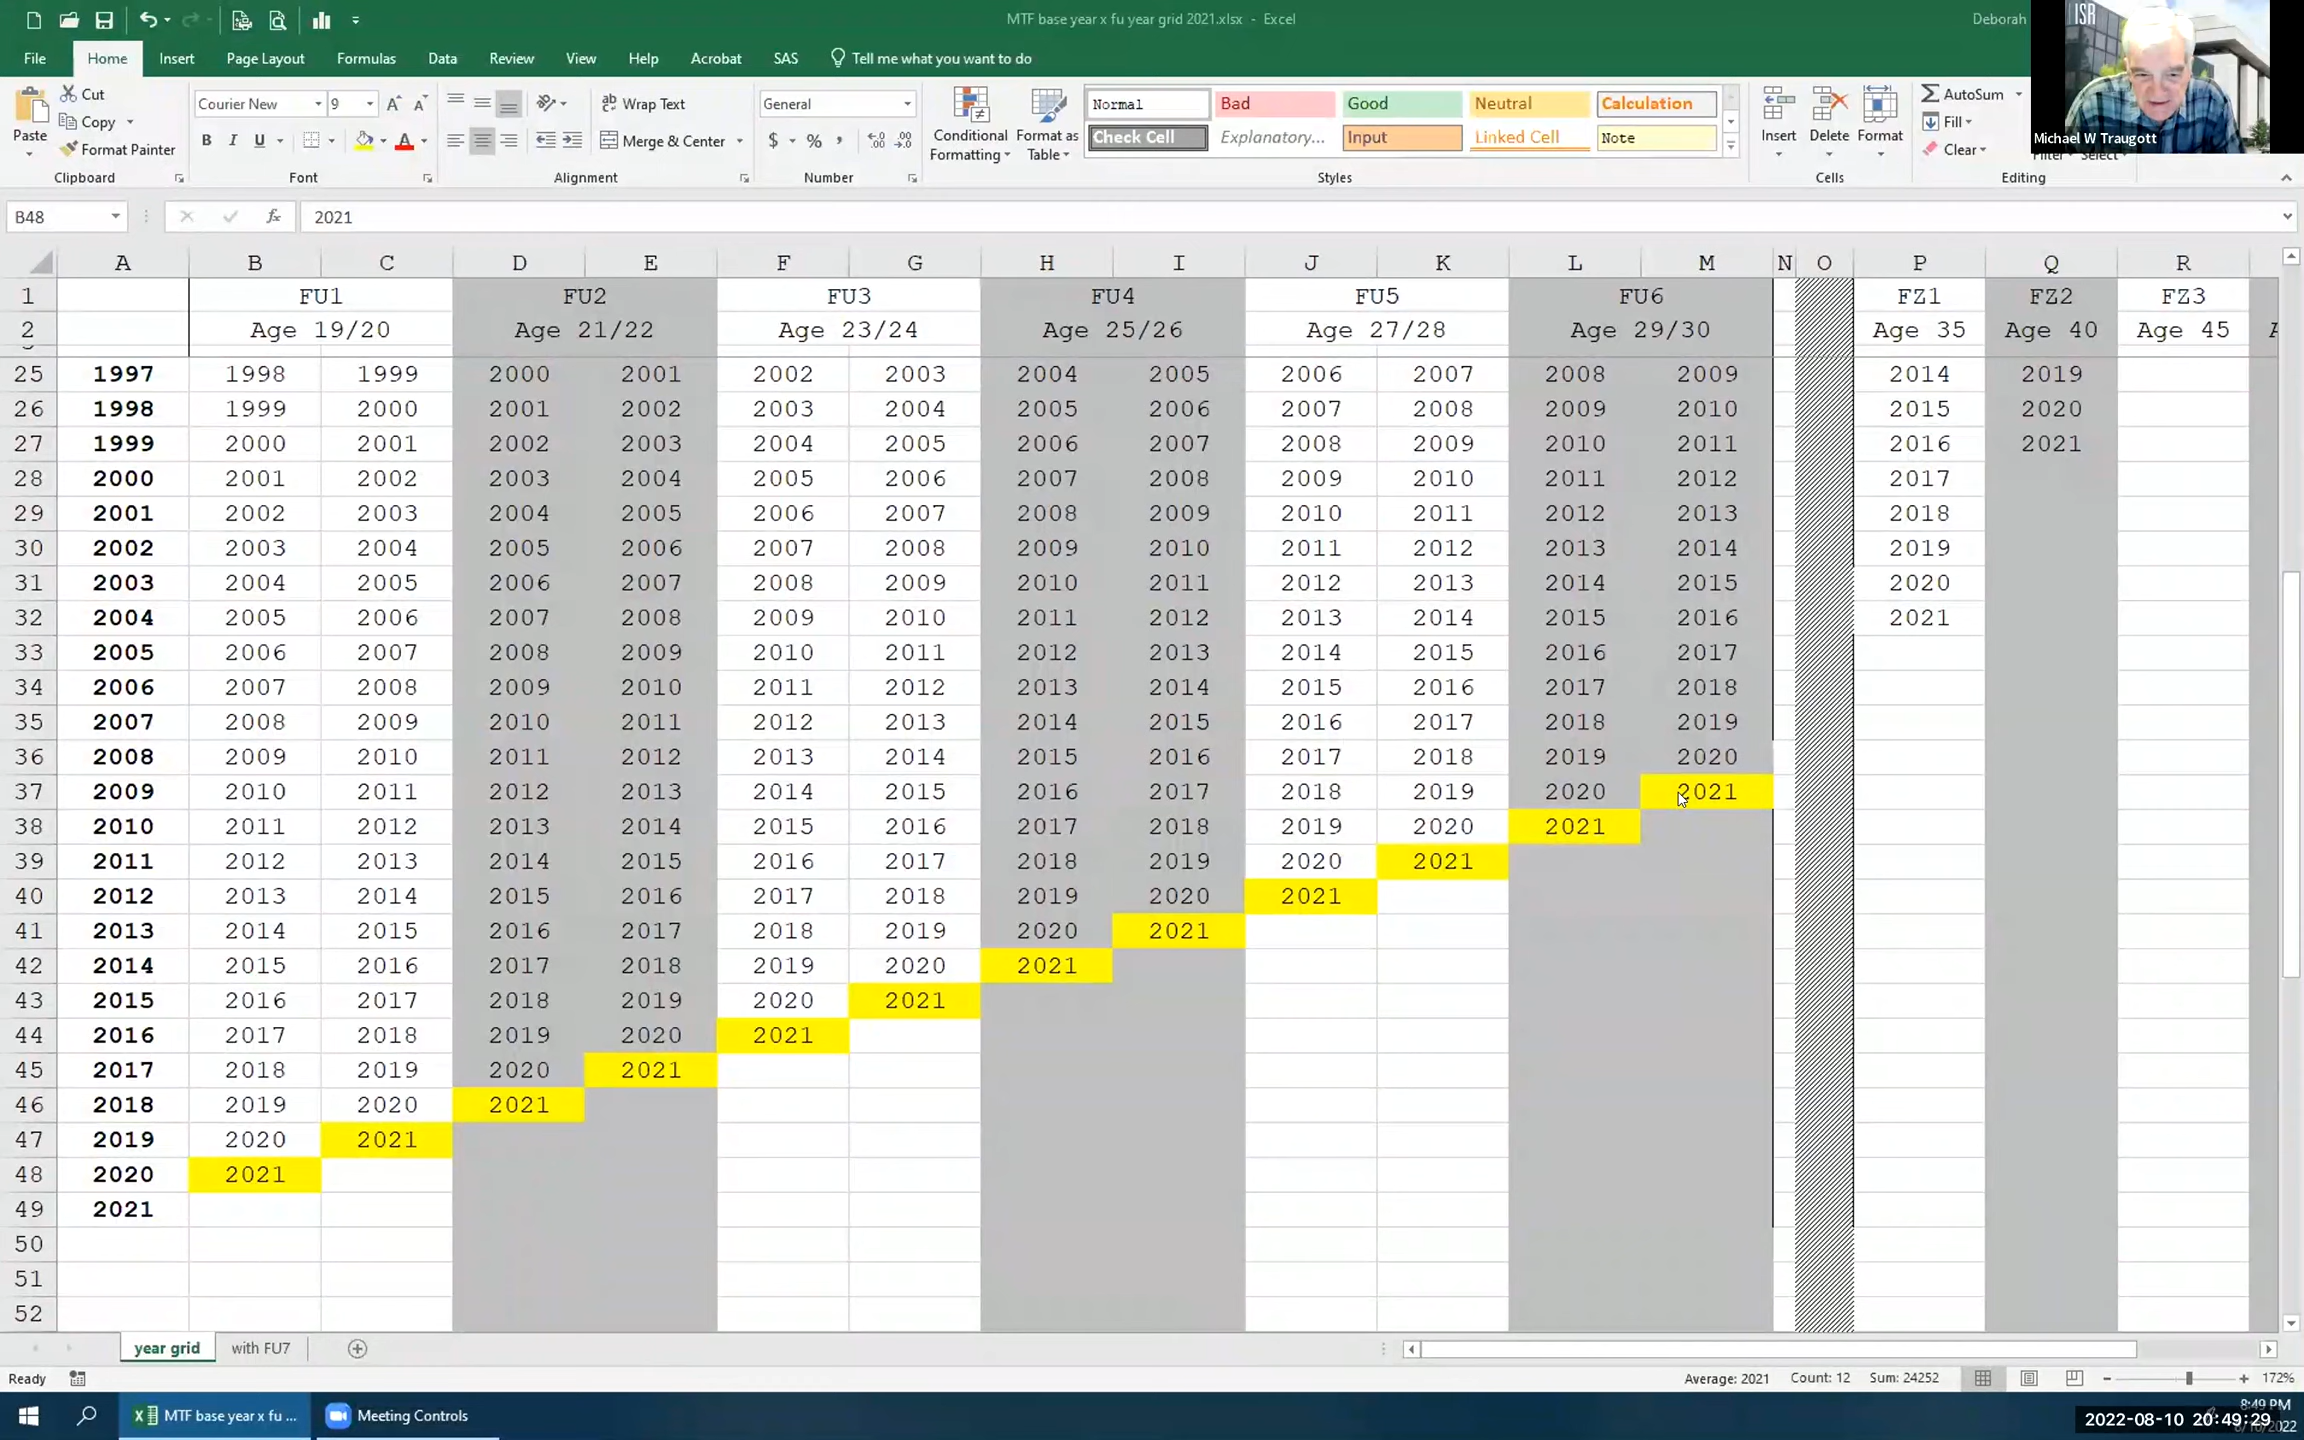 MTF base year x fu year grid 2021.xlsx - Excel
Deborah
ISR
File Home Insert Page Layout Formulas Data Review View Help Acrobat SAS Tell me what you want to do
Cut
Copy
Format Painter
Paste
Clipboard
Courier New 9
B I U
Font
Wrap Text
Merge & Center
Alignment
General
$ % ,
Number
Conditional Formatting
Format as Table
Normal Bad Good Neutral Calculation
Check Cell Explanatory... Input Linked Cell Note
Styles
Insert Delete Format
Cells
AutoSum
Fill
Clear
Editing
Michael W Traugott
B48 fx 2021
A B C D E F G H I J K L M N O P Q R
1 FU1 FU2 FU3 FU4 FU5 FU6 FZ1 FZ2 FZ3
2 Age 19/20 Age 21/22 Age 23/24 Age 25/26 Age 27/28 Age 29/30 Age 35 Age 40 Age 45
25 1997 1998 1999 2000 2001 2002 2003 2004 2005 2006 2007 2008 2009 2014 2019
26 1998 1999 2000 2001 2002 2003 2004 2005 2006 2007 2008 2009 2010 2015 2020
27 1999 2000 2001 2002 2003 2004 2005 2006 2007 2008 2009 2010 2011 2016 2021
28 2000 2001 2002 2003 2004 2005 2006 2007 2008 2009 2010 2011 2012 2017
29 2001 2002 2003 2004 2005 2006 2007 2008 2009 2010 2011 2012 2013 2018
30 2002 2003 2004 2005 2006 2007 2008 2009 2010 2011 2012 2013 2014 2019
31 2003 2004 2005 2006 2007 2008 2009 2010 2011 2012 2013 2014 2015 2020
32 2004 2005 2006 2007 2008 2009 2010 2011 2012 2013 2014 2015 2016 2021
33 2005 2006 2007 2008 2009 2010 2011 2012 2013 2014 2015 2016 2017
34 2006 2007 2008 2009 2010 2011 2012 2013 2014 2015 2016 2017 2018
35 2007 2008 2009 2010 2011 2012 2013 2014 2015 2016 2017 2018 2019
36 2008 2009 2010 2011 2012 2013 2014 2015 2016 2017 2018 2019 2020
37 2009 2010 2011 2012 2013 2014 2015 2016 2017 2018 2019 2020 2021
38 2010 2011 2012 2013 2014 2015 2016 2017 2018 2019 2020 2021
39 2011 2012 2013 2014 2015 2016 2017 2018 2019 2020 2021
40 2012 2013 2014 2015 2016 2017 2018 2019 2020 2021
41 2013 2014 2015 2016 2017 2018 2019 2020 2021
42 2014 2015 2016 2017 2018 2019 2020 2021
43 2015 2016 2017 2018 2019 2020 2021
44 2016 2017 2018 2019 2020 2021
45 2017 2018 2019 2020 2021
46 2018 2019 2020 2021
47 2019 2020 2021
48 2020 2021
49 2021
50
51
52
year grid with FU7
Ready Average: 2021 Count: 12 Sum: 24252 172%
MTF base year x fu ... Meeting Controls
8:49 PM
2022-08-10 20:49:29